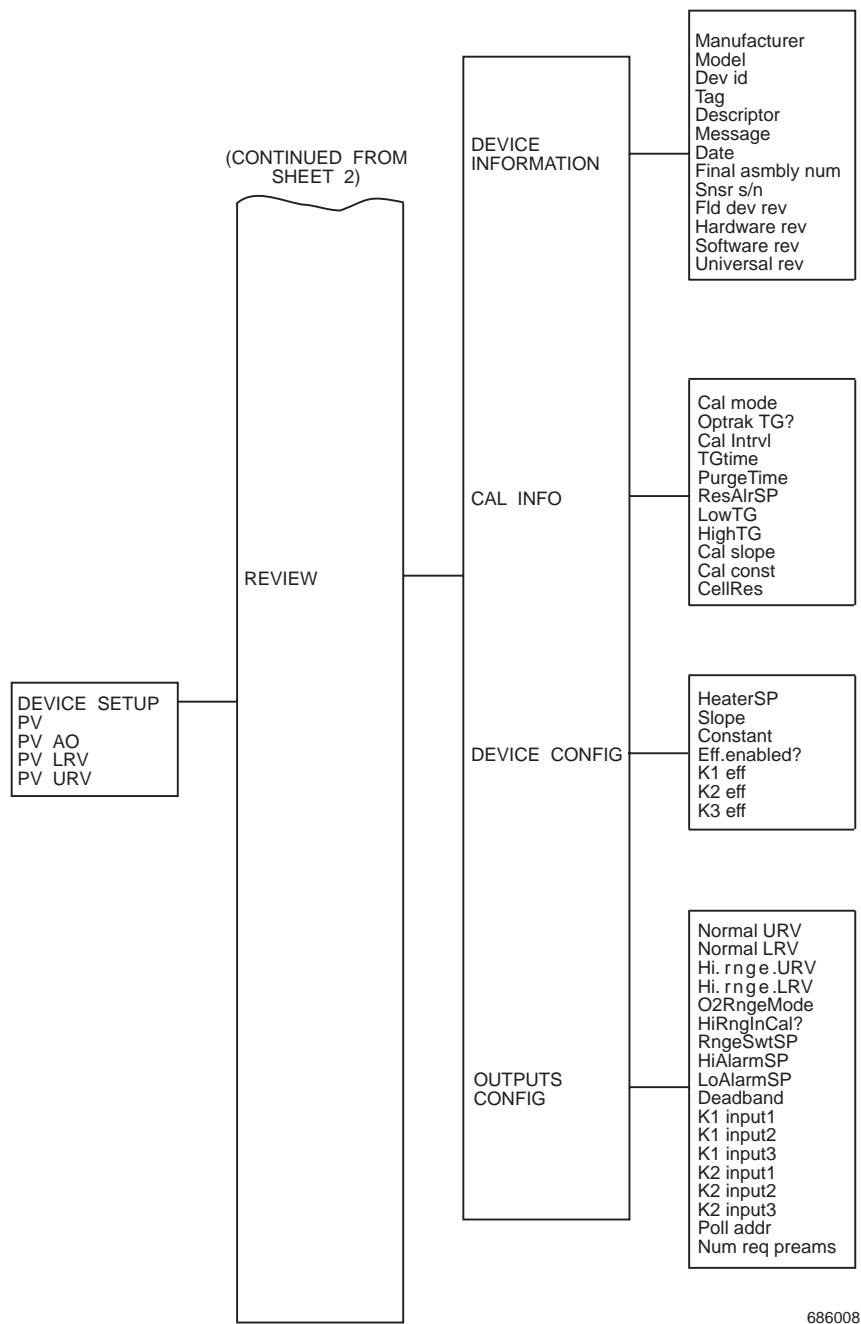 (CONTINUED FROM
SHEET 2)
DEVICE SETUP
PV
PV AO
PV LRV
PV URV
REVIEW
DEVICE
INFORMATION
Manufacturer
Model
Dev id
Tag
Descriptor
Message
Date
Final asmbly num
Snsr s/n
Fld dev rev
Hardware rev
Software rev
Universal rev
CAL INFO
Cal mode
Optrak TG?
Cal Intrvl
TGtime
PurgeTime
ResAlrSP
LowTG
HighTG
Cal slope
Cal const
CellRes
DEVICE CONFIG
HeaterSP
Slope
Constant
Eff.enabled?
K1 eff
K2 eff
K3 eff
OUTPUTS
CONFIG
Normal URV
Normal LRV
Hi. rnge.URV
Hi. rnge.LRV
O2RngeMode
HiRngInCal?
RngeSwtSP
HiAlarmSP
LoAlarmSP
Deadband
K1 input1
K1 input2
K1 input3
K2 input1
K2 input2
K2 input3
Poll addr
Num req preams
686008